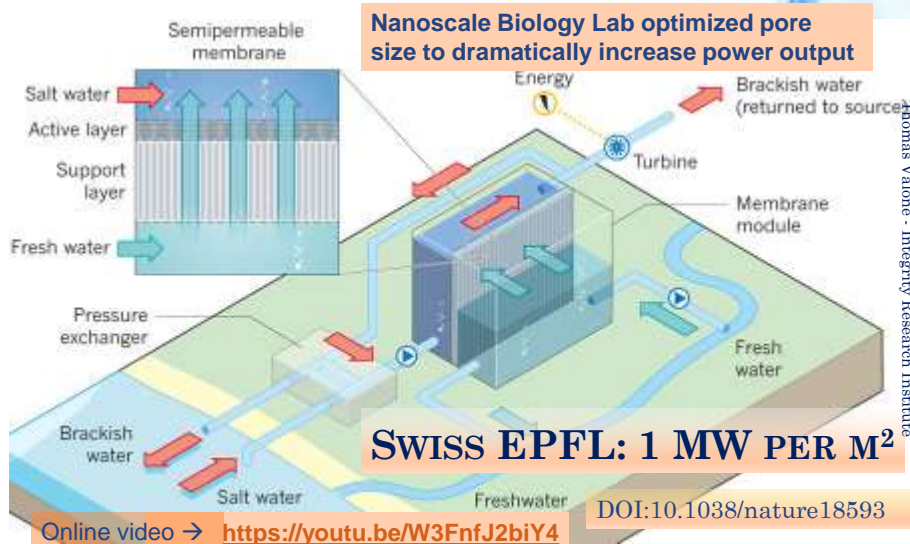 Nanoscale Biology Lab optimized pore
size to dramatically increase power output
Semipermeable
membrane
Salt water
Active layer
Support
layer
Fresh water
Energy
Brackish water
(returned to source)
Turbine
Membrane
module
Pressure
exchanger
Fresh
water
Brackish
water
Salt water
Freshwater
SWISS EPFL: 1 MW PER M²
DOI:10.1038/nature18593
Online video → https://youtu.be/W3FnfJ2biY4
Thomas Valone - Integrity Research Institute